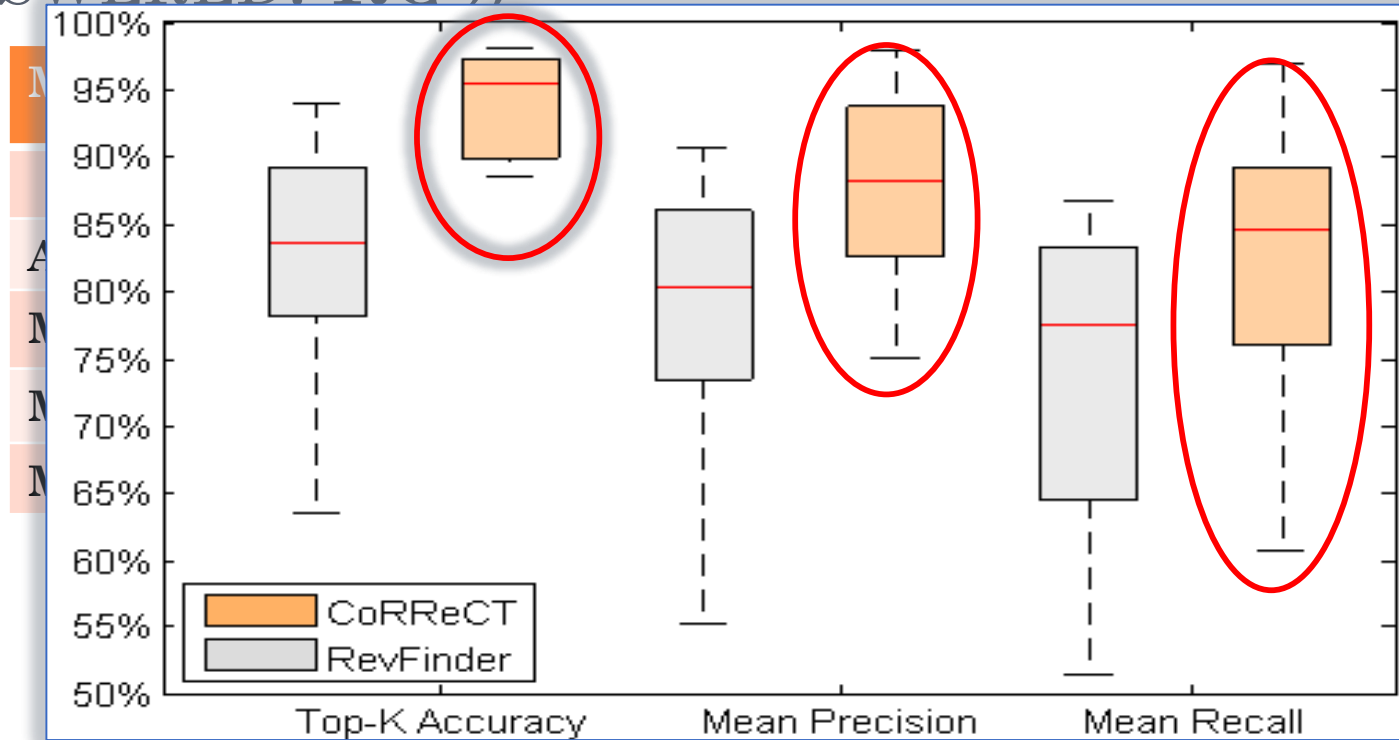 100%
95%
90%
85%
80%
75%
70%
65%
60%
55%
50%
CoRReCT
RevFinder
Top-K Accuracy Mean Precision Mean Recall
M
A
M
M
M